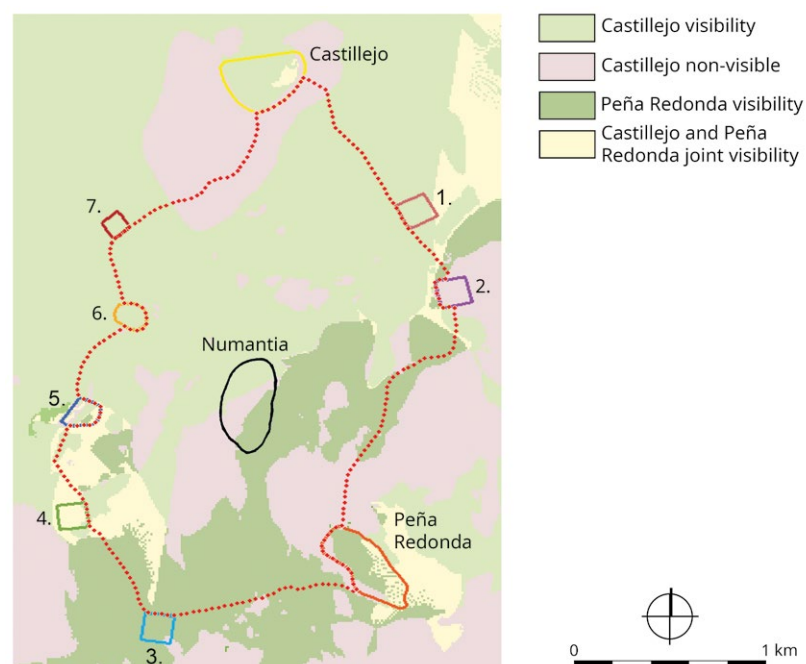 Castillejo
1.
7.
2.
6.
Numantia
5.
4.
Peña
Redonda
3.
Castillejo visibility
Castillejo non-visible
Peña Redonda visibility
Castillejo and Peña
Redonda joint visibility
0
1 km